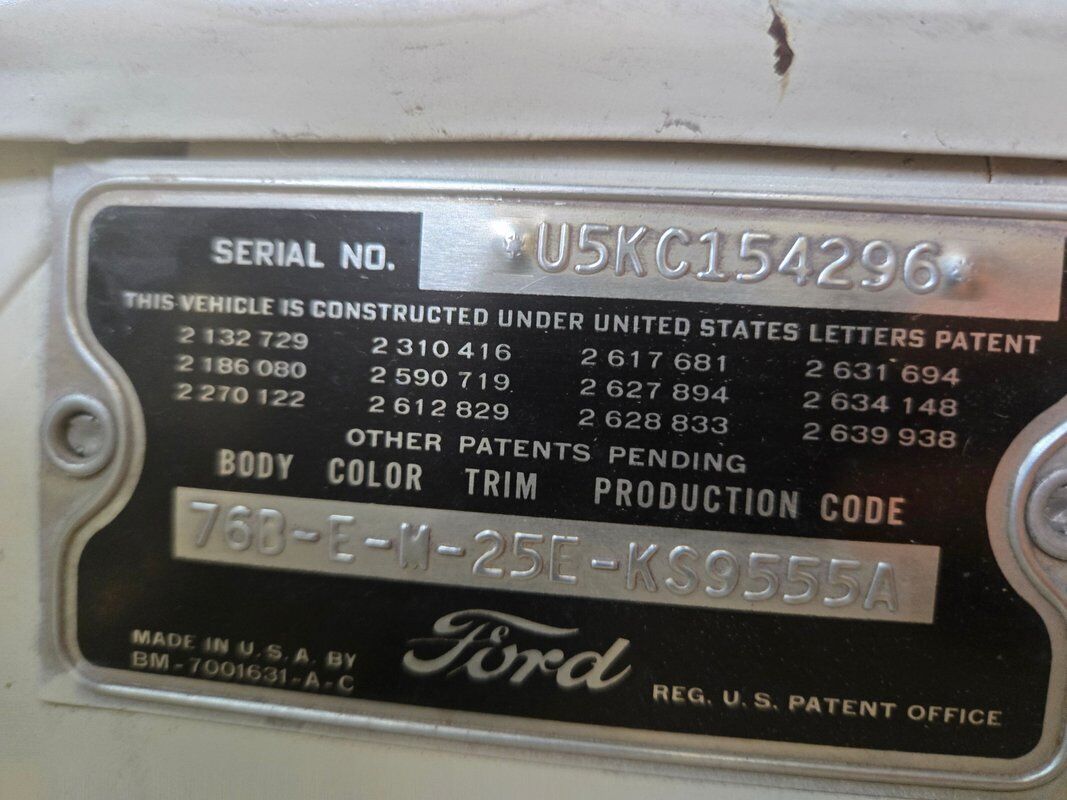 SERIAL NO. *U5KC154296*
THIS VEHICLE IS CONSTRUCTED UNDER UNITED STATES LETTERS PATENT
2 132 729 2 310 416 2 617 681 2 631 694
2 186 080 2 590 719 2 627 894 2 634 148
2 270 122 2 612 829 2 628 833 2 639 938
OTHER PATENTS PENDING
BODY COLOR TRIM PRODUCTION CODE
76B-E-M-25E-KS9555A
MADE IN U.S.A. BY
BM-7001631-A-C
Ford
REG. U. S. PATENT OFFICE